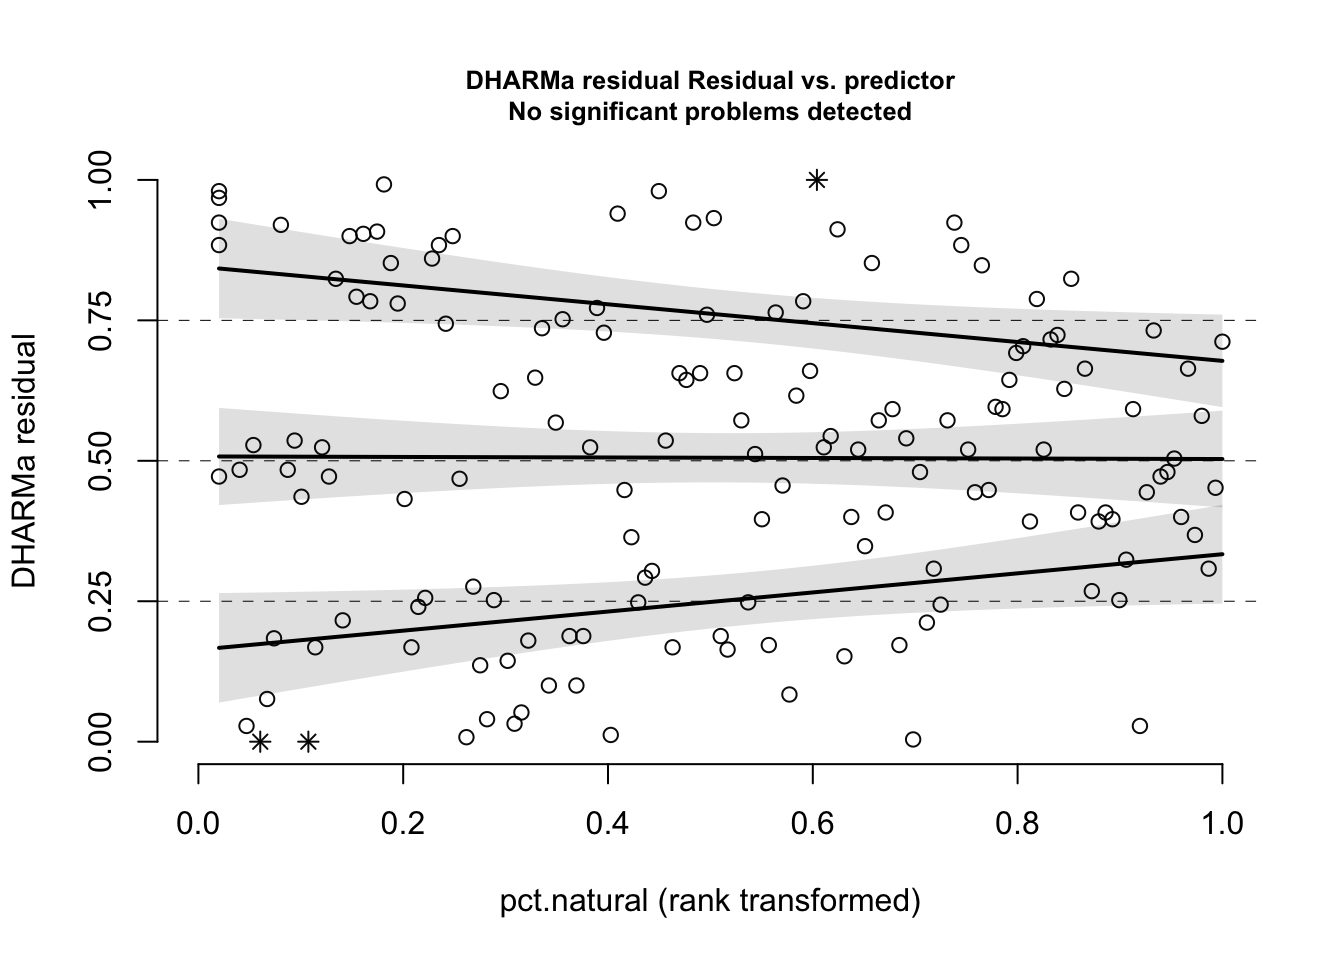 DHARMa residual Residual vs. predictor
No significant problems detected
1.00
0.75
0.50
0.25
0.00
DHARMa residual
0.0 0.2 0.4 0.6 0.8 1.0
pct.natural (rank transformed)